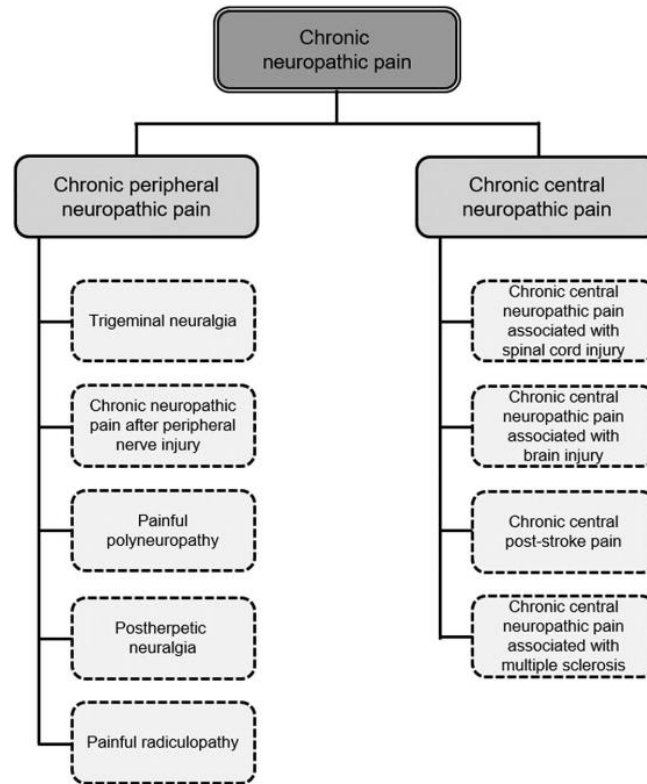 Chronic
neuropathic pain
Chronic peripheral
neuropathic pain
Trigeminal neuralgia
Chronic neuropathic
pain after peripheral
nerve injury
Painful
polyneuropathy
Postherpetic
neuralgia
Painful radiculopathy
Chronic central
neuropathic pain
Chronic central
neuropathic pain
associated with
spinal cord injury
Chronic central
neuropathic pain
associated with
brain injury
Chronic central
post-stroke pain
Chronic central
neuropathic pain
associated with
multiple sclerosis